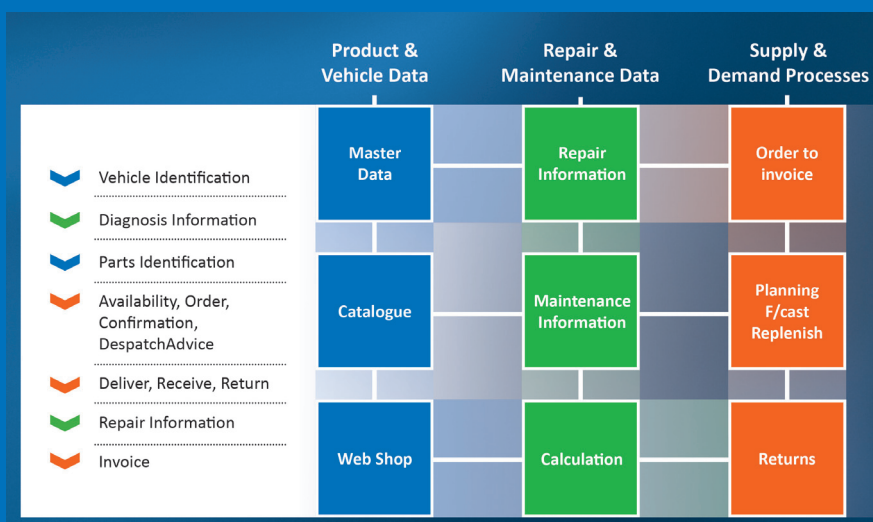 Product &
Vehicle Data
Repair &
Maintenance Data
Supply &
Demand Processes
Vehicle Identification
Diagnosis Information
Parts Identification
Availability, Order,
Confirmation,
DespatchAdvice
Deliver, Receive, Return
Repair Information
Invoice
Master
Data
Repair
Information
Order to
invoice
Catalogue
Maintenance
Information
Planning
F/cast
Replenish
Web Shop
Calculation
Returns